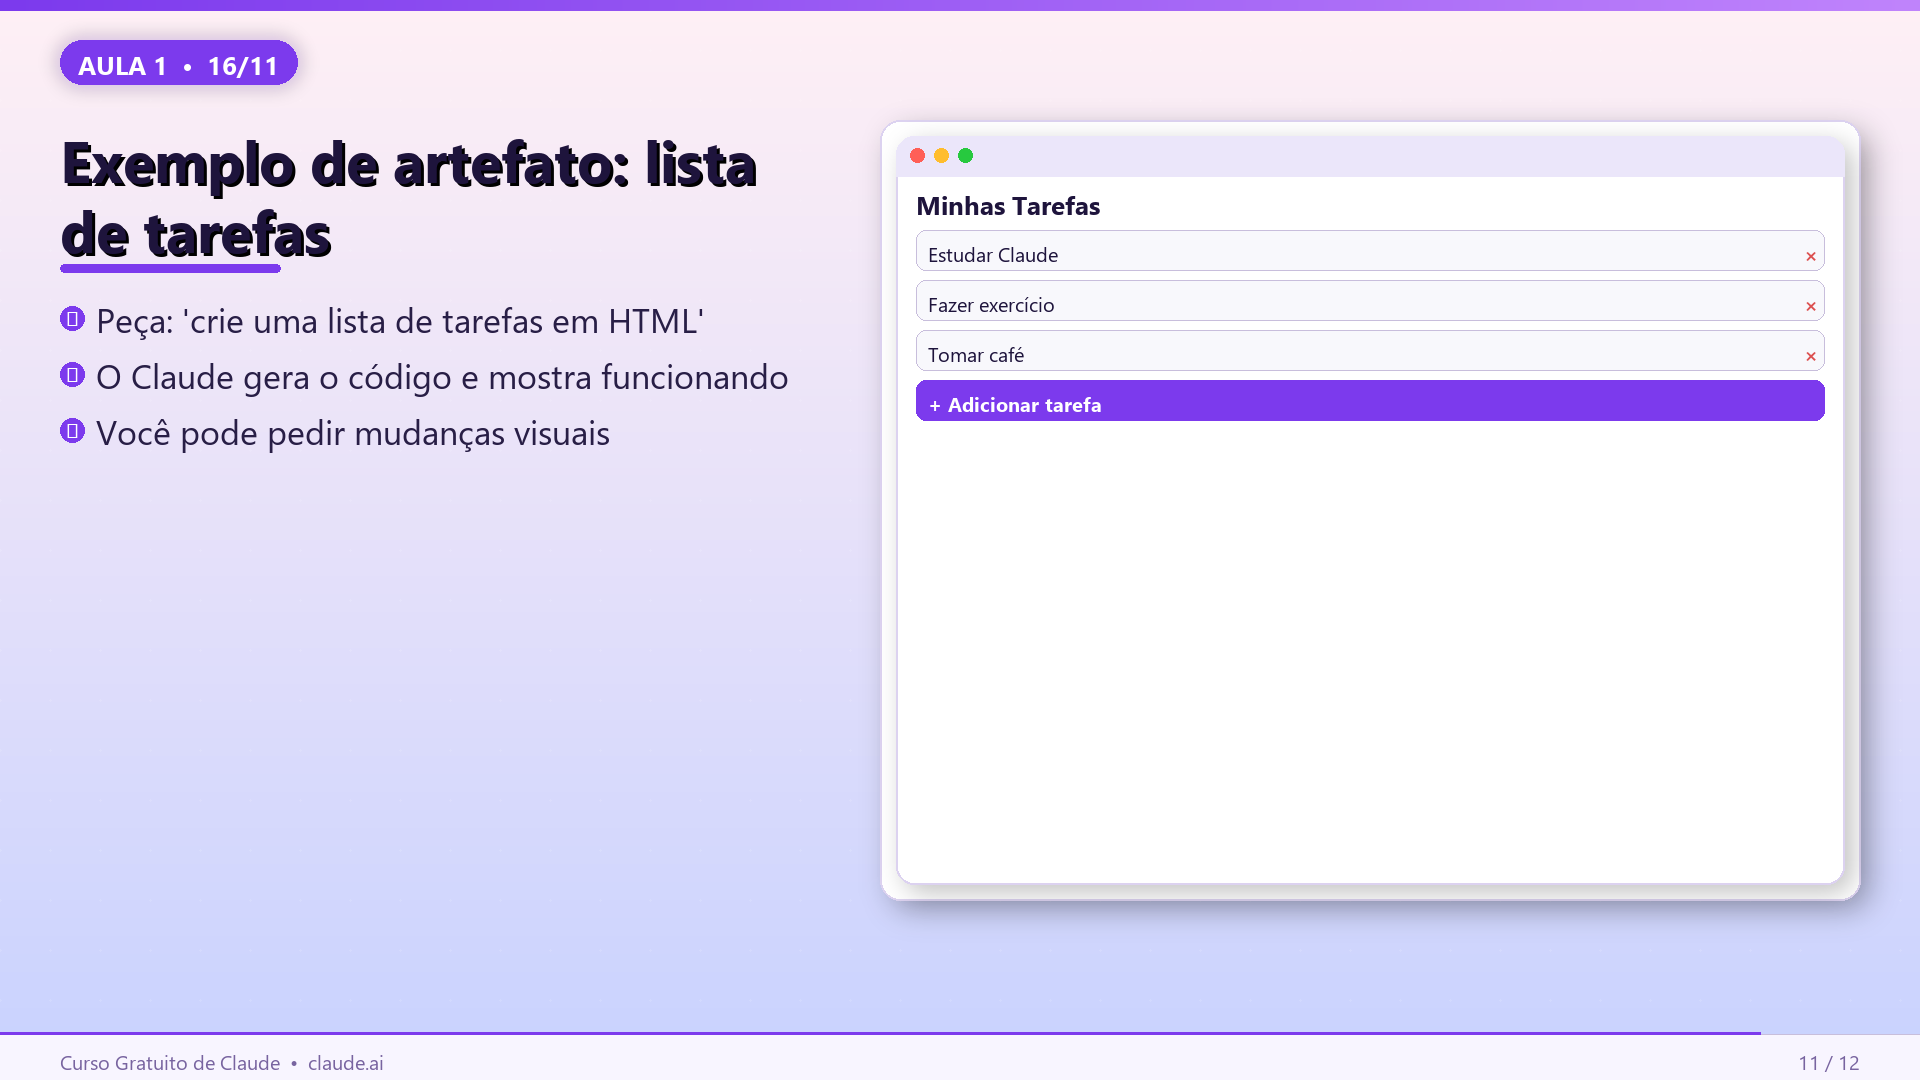 AULA 1 • 16/11
Exemplo de artefato: lista
de tarefas
Peça: 'crie uma lista de tarefas em HTML'
O Claude gera o código e mostra funcionando
Você pode pedir mudanças visuais
Minhas Tarefas
Estudar Claude ×
Fazer exercício ×
Tomar café ×
+ Adicionar tarefa
Curso Gratuito de Claude • claude.ai
11 / 12